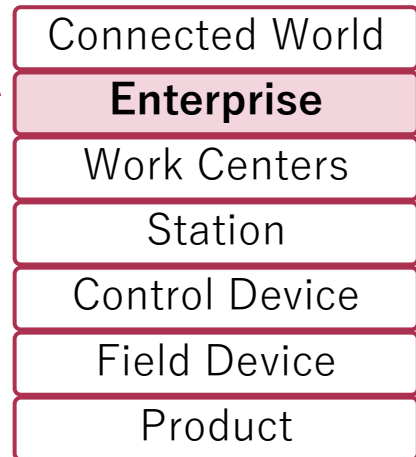 Connected World
Enterprise
Work Centers
Station
Control Device
Field Device
Product